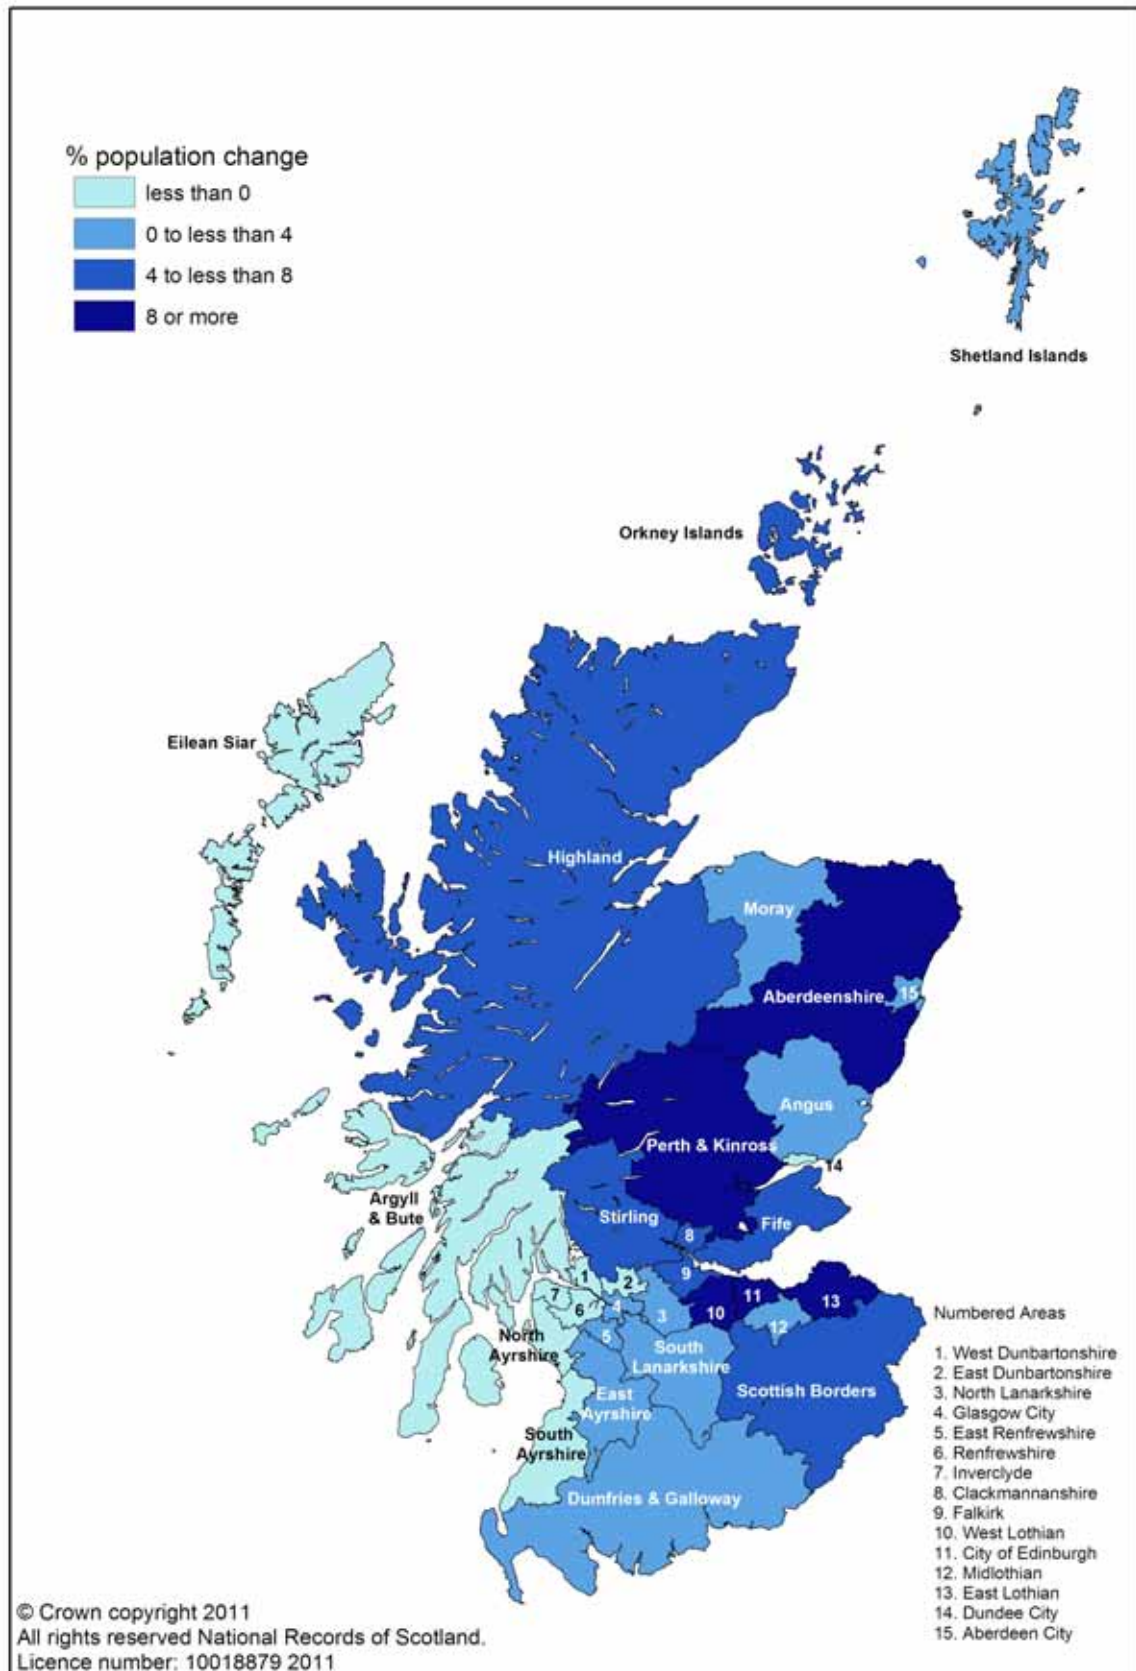 % population change
less than 0
0 to less than 4
4 to less than 8
8 or more
Shetland Islands
Orkney Islands
Eilean Siar
Highland
Moray
Aberdeenshire
15
Angus
Perth & Kinross
14
Argyll
& Bute
Stirling
8
Fife
9
1
2
7
6
4
3
10
11
13
12
5
North
Ayrshire
South
Lanarkshire
Scottish Borders
East
Ayrshire
South
Ayrshire
Dumfries & Galloway
Numbered Areas
1. West Dunbartonshire
2. East Dunbartonshire
3. North Lanarkshire
4. Glasgow City
5. East Renfrewshire
6. Renfrewshire
7. Inverclyde
8. Clackmannanshire
9. Falkirk
10. West Lothian
11. City of Edinburgh
12. Midlothian
13. East Lothian
14. Dundee City
15. Aberdeen City
© Crown copyright 2011
All rights reserved National Records of Scotland.
Licence number: 10018879 2011